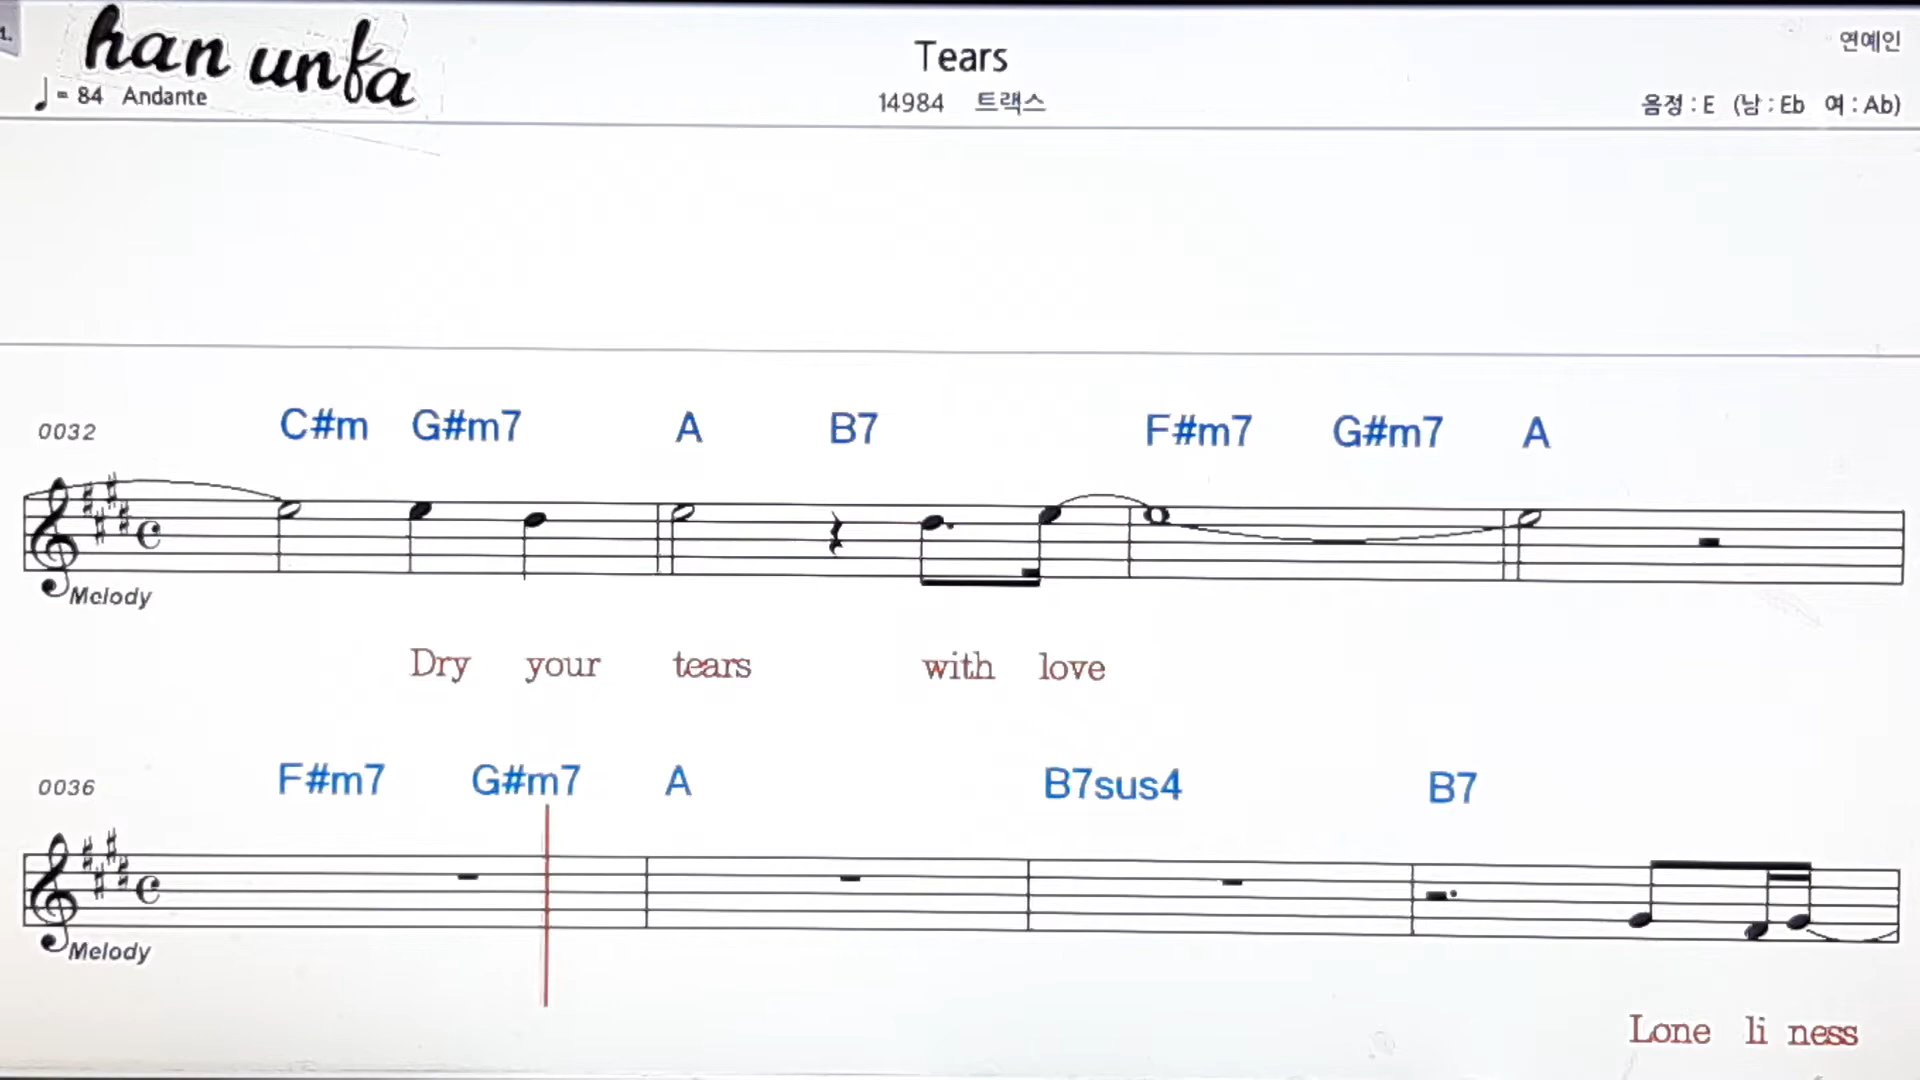 1.
han unfa
Tears
연예인
♩= 84 Andante
14984 트랙스
음정 : E (남 : Eb 여 : Ab)
0032 C#m G#m7 A B7 F#m7 G#m7 A
Melody
Dry your tears with love
0036 F#m7 G#m7 A B7sus4 B7
Melody
Lone li ness